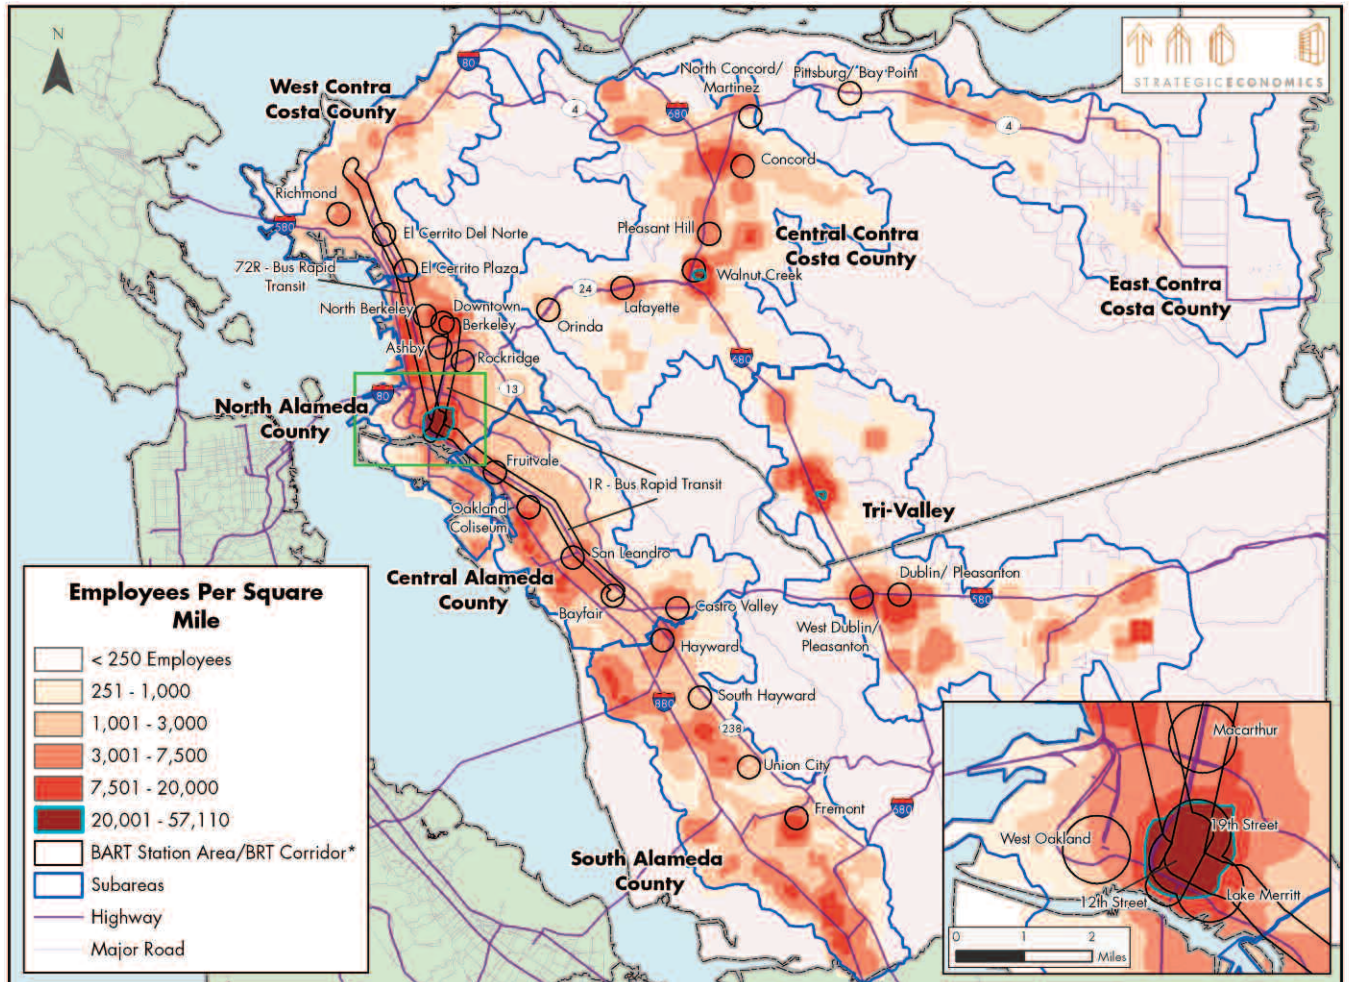 N
STRATEGICECONOMICS
West Contra
Costa County
80
North Concord/
Martinez
Pittsburg/ Bay Point
680
4
4
Concord
Richmond
580
El Cerrito Del Norte
Pleasant Hill
Central Contra
Costa County
72R - Bus Rapid
Transit
El Cerrito Plaza
Walnut Creek
24
Lafayette
East Contra
Costa County
North Berkeley
Downtown
Berkeley
Orinda
Ashby
Rockridge
680
80
13
North Alameda
County
Fruitvale
1R - Bus Rapid Transit
Oakland
Coliseum
Tri-Valley
San Leandro
Central Alameda
County
Dublin/ Pleasanton
580
Bayfair
Castro Valley
West Dublin/
Pleasanton
Hayward
South Hayward
880
238
Union City
Fremont
680
South Alameda
County
Employees Per Square
Mile
< 250 Employees
251 - 1,000
1,001 - 3,000
3,001 - 7,500
7,501 - 20,000
20,001 - 57,110
BART Station Area/BRT Corridor*
Subareas
Highway
Major Road
Macarthur
19th Street
West Oakland
12th Street
Lake Merritt
0 1 2
Miles